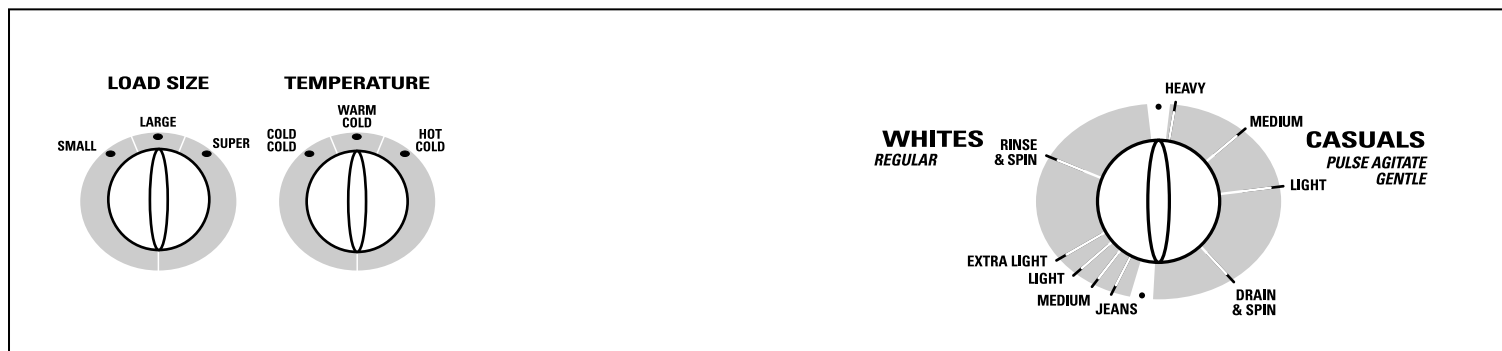 LOAD SIZE
SMALL
LARGE
SUPER
TEMPERATURE
COLD
COLD
WARM
COLD
HOT
COLD
WHITES
REGULAR
RINSE
& SPIN
EXTRA LIGHT
LIGHT
MEDIUM
JEANS
HEAVY
MEDIUM
LIGHT
DRAIN
& SPIN
CASUALS
PULSE AGITATE
GENTLE